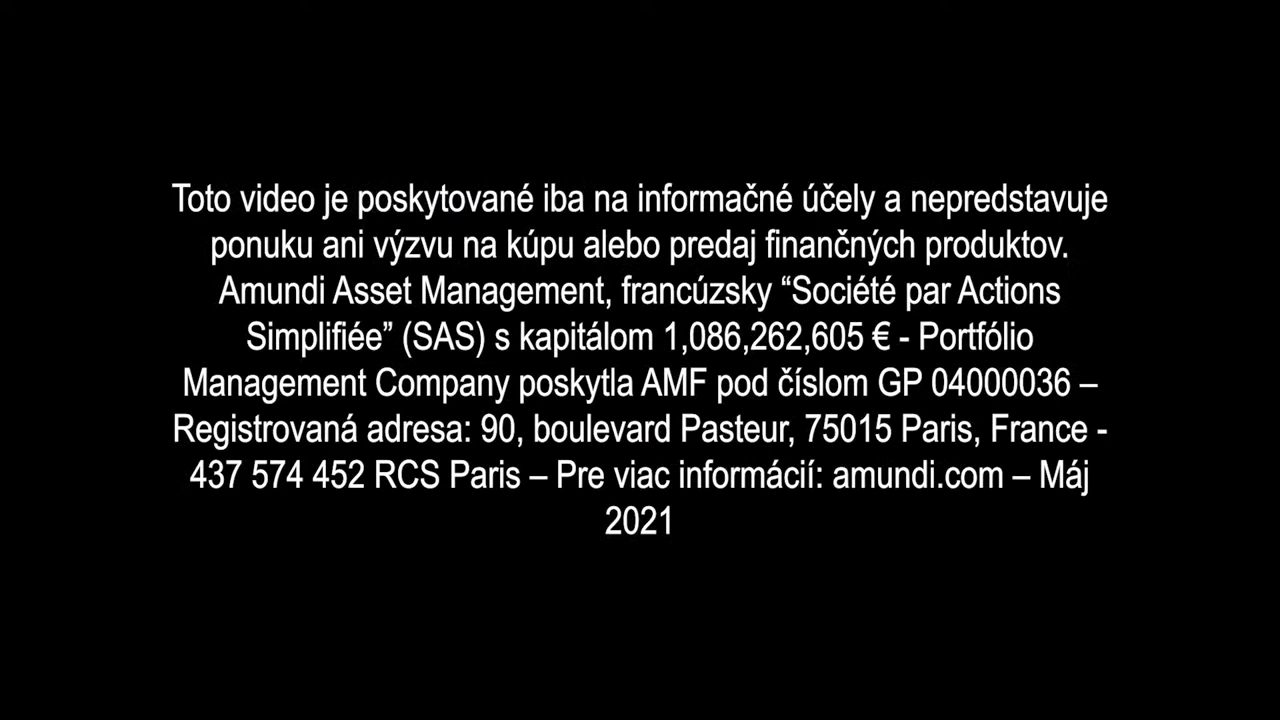 Toto video je poskytované iba na informačné účely a nepredstavuje
ponuku ani výzvu na kúpu alebo predaj finančných produktov.
Amundi Asset Management, francúzsky “Société par Actions
Simplifiée” (SAS) s kapitálom 1,086,262,605 € - Portfólio
Management Company poskytla AMF pod číslom GP 04000036 –
Registrovaná adresa: 90, boulevard Pasteur, 75015 Paris, France -
437 574 452 RCS Paris – Pre viac informácií: amundi.com – Máj
2021